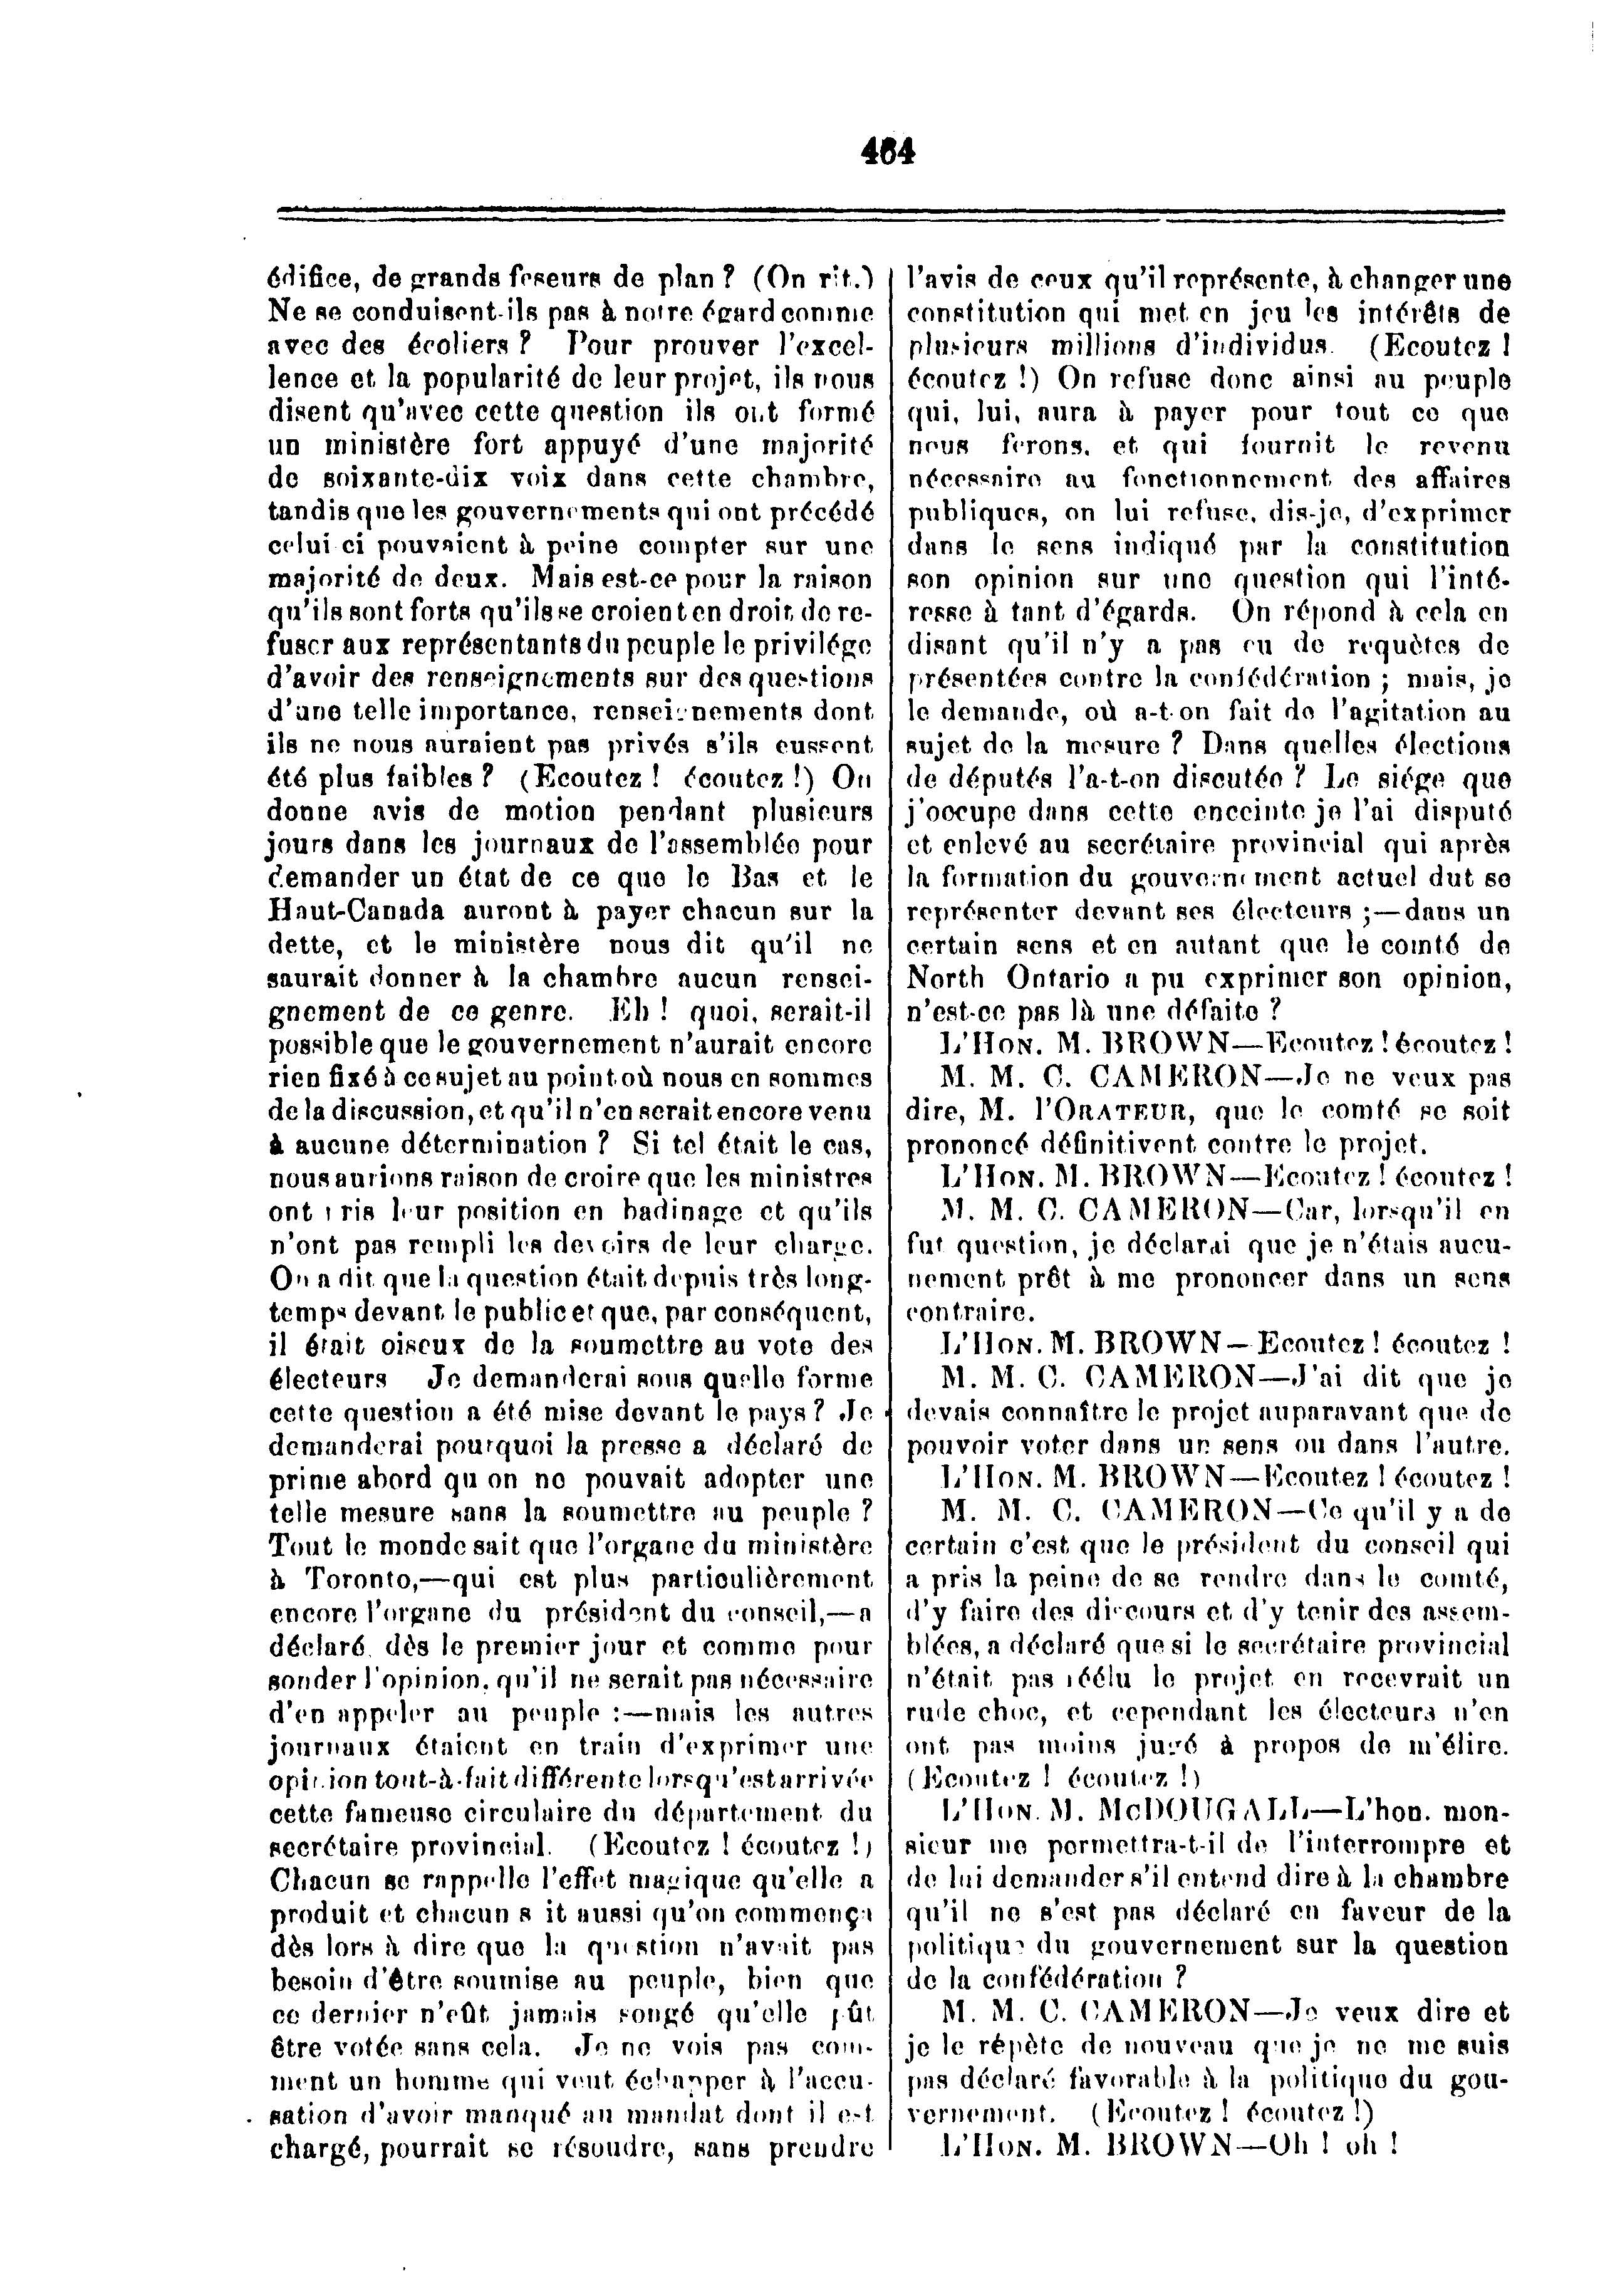 464
édifice, de grands feseurs de plan ? (On rit.)
Ne se conduisent-ils pas à notre égard comme
avec des écoliers ? Pour prouver l'excel-
lence et la popularité de leur projet, ils nous
disent qu'avec cette question ils ont formé
un ministère fort appuyé d'une majorité
de soixante-dix voix dans cette chambre,
tandis que les gouvernements qui ont précédé
celui ci pouvaient à peine compter sur une
majorité de deux. Mais est-ce pour la raison
qu'ils sont forts qu'ils se croient en droit de re-
fuser aux représentants du peuple le privilége
d'avoir des renseignements sur des questions
d'une telle importance, renseignements dont
ils ne nous auraient pas privés s'ils eussent
été plus faibles ? (Ecoutez ! écoutez !) On
donne avis de motion pendant plusieurs
jours dans les journaux de l'assemblée pour
demander un état de ce que le Bas et le
Haut-Canada auront à payer chacun sur la
dette, et le ministère nous dit qu'il ne
saurait donner à la chambre aucun rensei-
gnement de ce genre. Eh ! quoi, serait-il
possible que le gouvernement n'aurait encore
rien fixé à ce sujet au point où nous en sommes
de la discussion, et qu'il n'en serait encore venu
à aucune détermination ? Si tel était le cas,
nous aurions raison de croire que les ministres
ont pris leur position en badinage et qu'ils
n'ont pas rempli les devoirs de leur charge.
On a dit que la question était depuis très long-
temps devant le public et que, par conséquent,
il était oiseux de la soumettre au vote des
électeurs Je demanderai sous quelle forme
cette question a été mise devant le pays ? Je
demanderai pourquoi la presse a déclaré de
prime abord qu on ne pouvait adopter une
telle mesure sans la soumettre au peuple ?
Tout le monde sait que l'organe du ministère
à Toronto,—qui est plus particulièrement
encore l'organe du président du conseil,—a
déclaré, dès le premier jour et comme pour
sonder l'opinion, qu'il ne serait pas nécessaire
d'en appeler au peuple :—mais les autres
journaux étaient en train d'exprimer une
opinion tout-à-fait différente lorsqu'est arrivée
cette fameuse circulaire du département du
secrétaire provincial. (Ecoutez ! écoutez !)
Chacun se rappelle l'effet magique qu'elle a
produit et chacun s it aussi qu'on commença
dès lors à dire que la question n'avait pas
besoin d'être soumise au peuple, bien que
ce dernier n'eût jamais songé qu'elle pût
être votée sans cela. Je ne vois pas com-
ment un homme qui veut échapper à l'accu-
sation d'avoir manqué au mandat dont il est
chargé, pourrait se résoudre, sans prendre
l'avis de ceux qu'il représente, à changer une
constitution qui met en jeu les intérêts de
plusieurs millions d'individus. (Ecoutez !
écoutez !) On refuse donc ainsi au peuple
qui, lui, aura à payer pour tout ce que
nous ferons, et qui fournit le revenu
nécessaire au fonctionnement des affaires
publiques, on lui refuse, dis-je, d'exprimer
dans le sens indiqué par la constitution
son opinion sur une question qui l'inté-
resse à tant d'égards. On répond à cela en
disant qu'il n'y a pas eu de requètes de
présentées contre la confédération ; mais, je
le demande, où a-t-on fait de l'agitation au
sujet de la mesure ? Dans quelles élections
de députés l'a-t-on discutée ? Le siége que
j'occupe dans cette enceinte je l'ai disputé
et enlevé au secrétaire provincial qui après
la formation du gouvernement actuel dut se
représenter devant ses électeurs ;—dans un
certain sens et en autant que le comté de
North Ontario a pu exprimer son opinion,
n'est-ce pas là une défaite ?
L'HON. M. BROWN—Ecoutez ! écoutez !
M. M. C. CAMERON—Je ne veux pas
dire, M. l'ORATEUR, que le comté se soit
prononcé définitivent contre le projet.
L'HON. M. BROWN—Ecoutez ! écoutez !
M. M. C. CAMERON—Car, lorsqu'il en
fut question, je déclarai que je n'étais aucu-
nement prêt à me prononcer dans un sens
contraire.
L'HON. M. BROWN—Ecoutez ! écoutez !
M. M. C. CAMERON—J'ai dit que je
devais connaître le projet auparavant que de
pouvoir voter dans un sens ou dans l'autre.
L'HON. M. BROWN—Ecoutez ! écoutez !
M. M. C. CAMERON—Ce qu'il y a de
certain c'est que le président du conseil qui
a pris la peine de se rendre dans le comté,
d'y faire des discours et d'y tenir des assem-
blées, a déclaré que si le secrétaire provincial
n'était pas réélu le projet en recevrait un
rude choc, et cependant les électeurs n'en
ont pas moins jugé à propos de m'élire.
(Ecoutez ! écoutez !)
L'HON. M. McDOUGALL—L'hon. mon-
sieur me permettra-t-il de l'interrompre et
de lui demander s'il entend dire à la chambre
qu'il ne s'est pas déclaré en faveur de la
politique du gouvernement sur la question
de la confédération ?
M. M. C. CAMERON—Je veux dire et
je le répète de nouveau que je ne me suis
pas déclaré favorable à la politique du gou-
vernement. (Ecoutez ! écoutez !)
L'HON. M. BROWN—Oh ! oh !